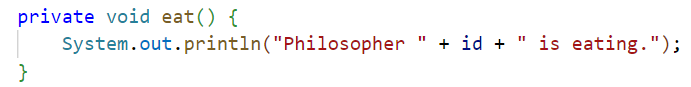 private void eat() {
    System.out.println("Philosopher " + id + " is eating.");
}